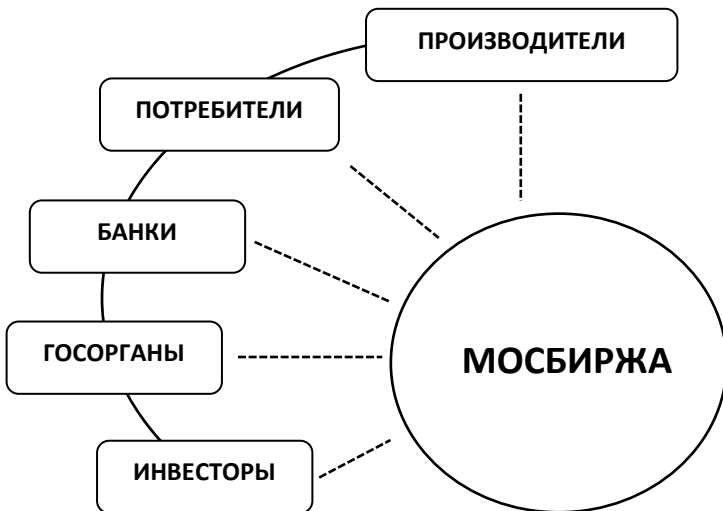 ПРОИЗВОДИТЕЛИ
ПОТРЕБИТЕЛИ
БАНКИ
ГОСОРГАНЫ
МОСБИРЖА
ИНВЕСТОРЫ